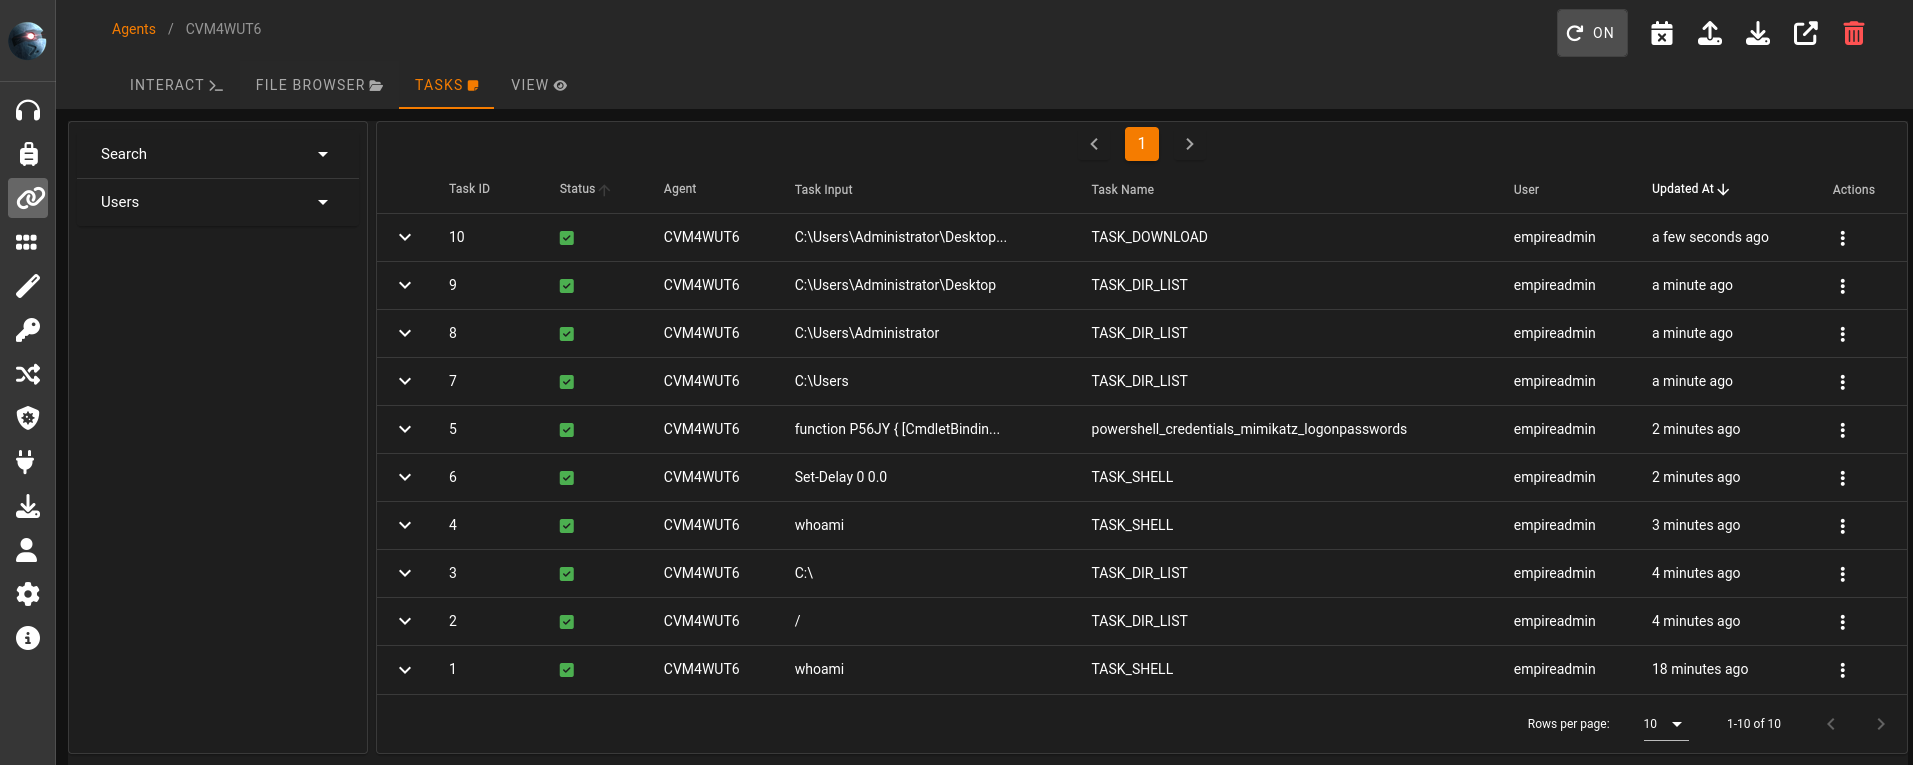 Agents / CVM4WUT6
ON
INTERACT FILE BROWSER TASKS VIEW
Search
Users
1
Task ID Status Agent Task Input Task Name User Updated At Actions
10 CVM4WUT6 C:\Users\Administrator\Desktop... TASK_DOWNLOAD empireadmin a few seconds ago
9 CVM4WUT6 C:\Users\Administrator\Desktop TASK_DIR_LIST empireadmin a minute ago
8 CVM4WUT6 C:\Users\Administrator TASK_DIR_LIST empireadmin a minute ago
7 CVM4WUT6 C:\Users TASK_DIR_LIST empireadmin a minute ago
5 CVM4WUT6 function P56JY { [CmdletBindin... powershell_credentials_mimikatz_logonpasswords empireadmin 2 minutes ago
6 CVM4WUT6 Set-Delay 0 0.0 TASK_SHELL empireadmin 2 minutes ago
4 CVM4WUT6 whoami TASK_SHELL empireadmin 3 minutes ago
3 CVM4WUT6 C:\ TASK_DIR_LIST empireadmin 4 minutes ago
2 CVM4WUT6 / TASK_DIR_LIST empireadmin 4 minutes ago
1 CVM4WUT6 whoami TASK_SHELL empireadmin 18 minutes ago
Rows per page: 10 1-10 of 10